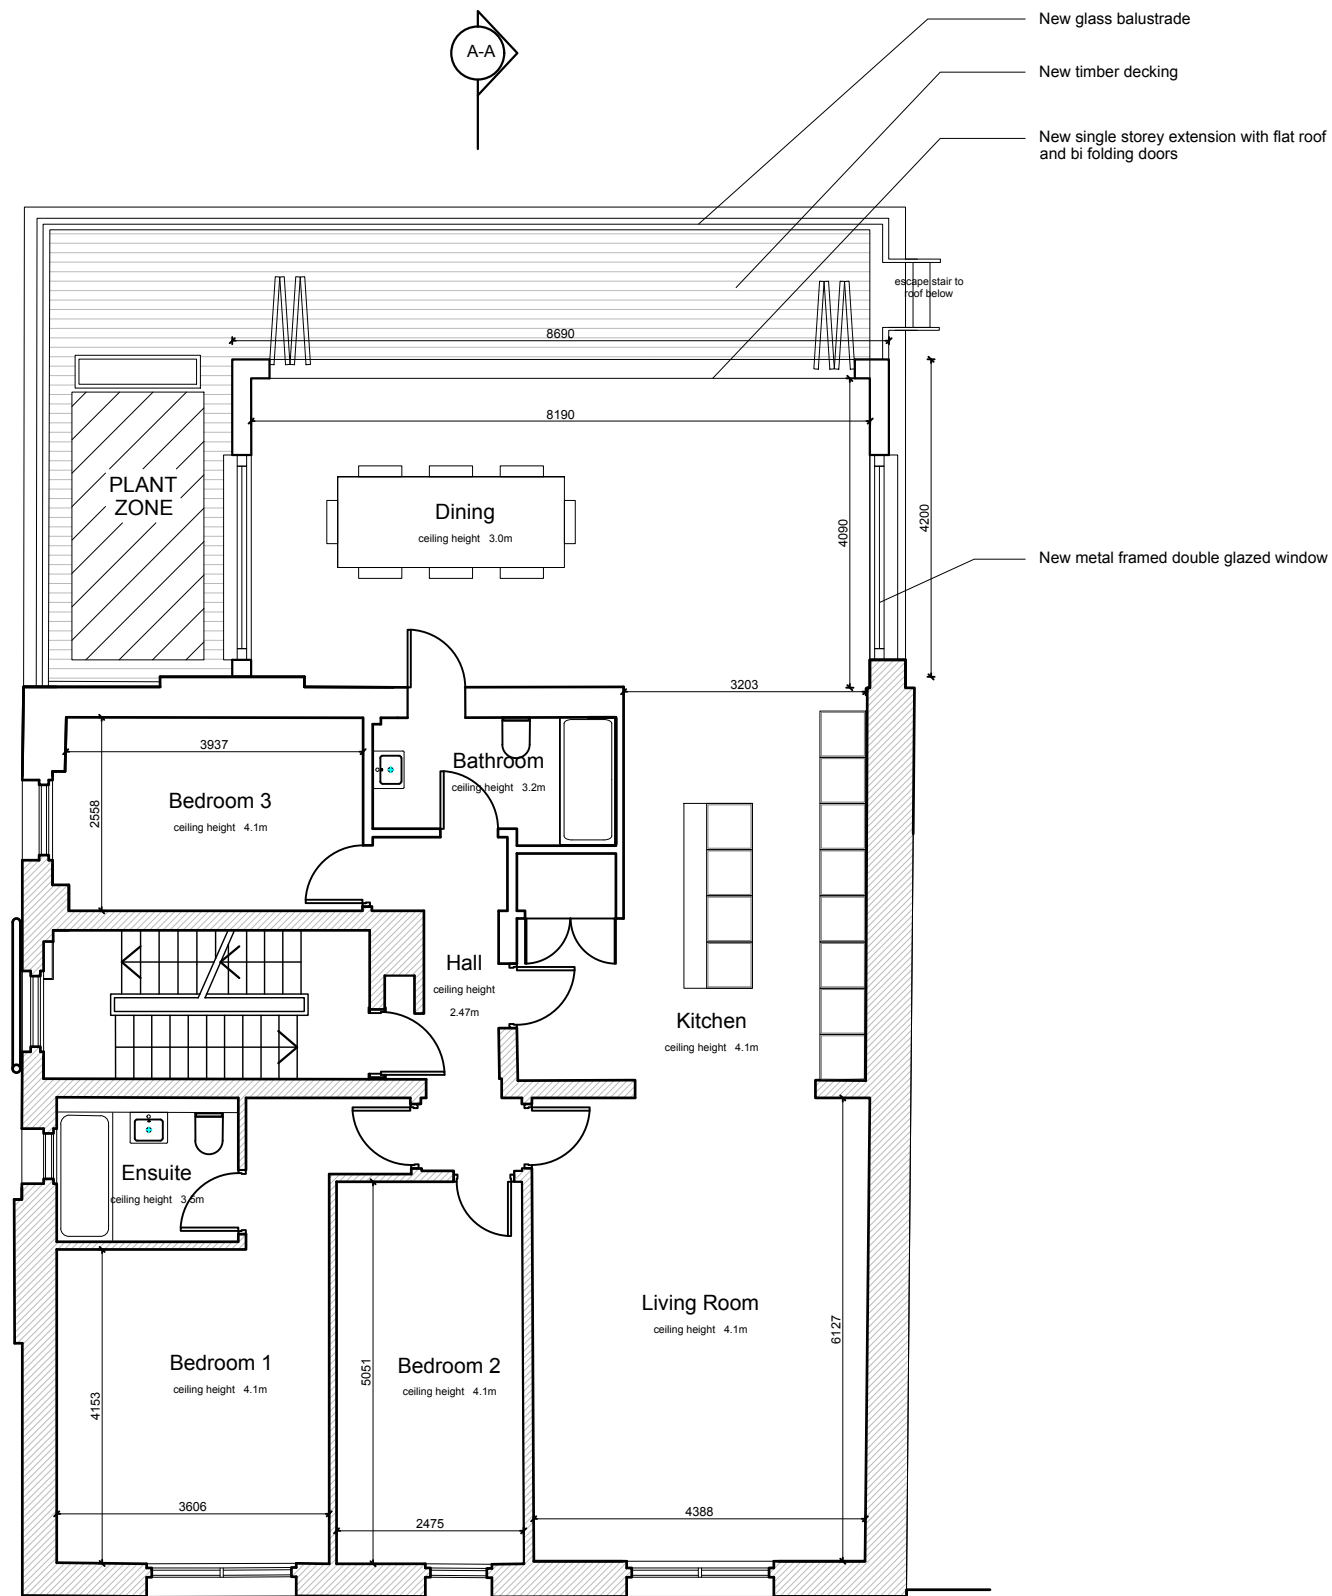 New glass balustrade
A-A
New timber decking
New single storey extension with flat roof
and bi folding doors
escape stair to
roof below
8690
8190
PLANT
ZONE
Dining
ceiling height 3.0m
4090
4200
New metal framed double glazed window
3203
3937
Bathroom
ceiling height 3.2m
Bedroom 3
ceiling height 4.1m
2558
Hall
ceiling height
2.47m
Kitchen
ceiling height 4.1m
Ensuite
ceiling height 3.5m
Living Room
ceiling height 4.1m
6127
Bedroom 1
ceiling height 4.1m
4153
Bedroom 2
ceiling height 4.1m
5051
3606
2475
4388